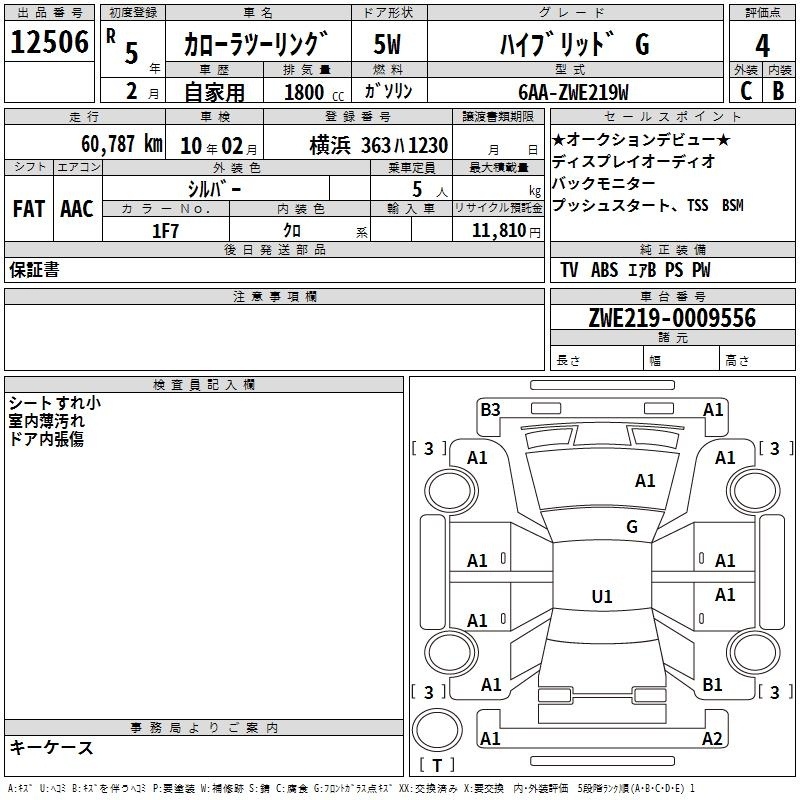 出品番号 初度登録 車名 ドア形状 グレード 評価点
12506 R 5年 ｶﾛｰﾗﾂｰﾘﾝｸﾞ 5W ﾊｲﾌﾞﾘｯﾄﾞ G 4
車歴 排気量 燃料 型式 外装 内装
2月 自家用 1800 CC ｶﾞｿﾘﾝ 6AA-ZWE219W C B
走行 車検 登録番号 譲渡書類期限 セールスポイント
60,787 km 10年02月 横浜 363ﾊ1230 月 日
★オークションデビュー★
ディスプレイオーディオ
バックモニター
プッシュスタート、TSS BSM
シフト エアコン 外装色 乗車定員 最大積載量
FAT AAC ｼﾙﾊﾞｰ 5人 kg
カラーNo. 内装色 輸入車 リサイクル預託金
1F7 ｸﾛ 系 11,810円
後日発送部品 純正装備
保証書 TV ABS ｴｱB PS PW
注意事項欄 車台番号
ZWE219-0009556
諸元
長さ 幅 高さ
検査員記入欄
シートすれ小
室内薄汚れ
ドア内張傷
B3 A1
[ 3 ] A1 A1 [ 3 ]
A1
G
A1 A1
U1 A1
A1
[ 3 ] A1 B1 [ 3 ]
A1 A2
[ T ]
事務局よりご案内
キーケース
A:ｷｽﾞ U:ﾍｺﾐ B:ｷｽﾞを伴うﾍｺﾐ P:要塗装 W:補修跡 S:錆 C:腐食 G:ﾌﾛﾝﾄｶﾞﾗｽ点ｷｽﾞ XX:交換済み X:要交換 内･外装評価 5段階ﾗﾝｸ順(A･B･C･D･E) 1